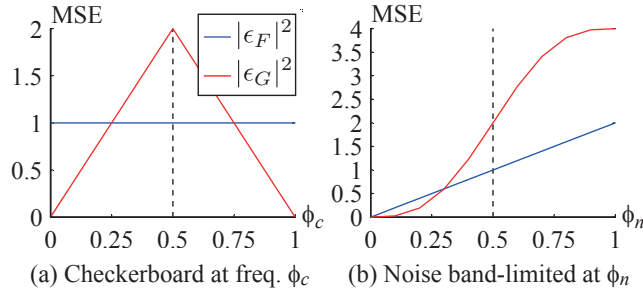 MSE
2
1.5
1
0.5
0
0 0.25 0.5 0.75 1
ϕ_c
|ϵ_F|^2
|ϵ_G|^2
(a) Checkerboard at freq. ϕ_c
MSE
4
3.5
3
2.5
2
1.5
1
0.5
0
0 0.25 0.5 0.75 1
ϕ_n
(b) Noise band-limited at ϕ_n